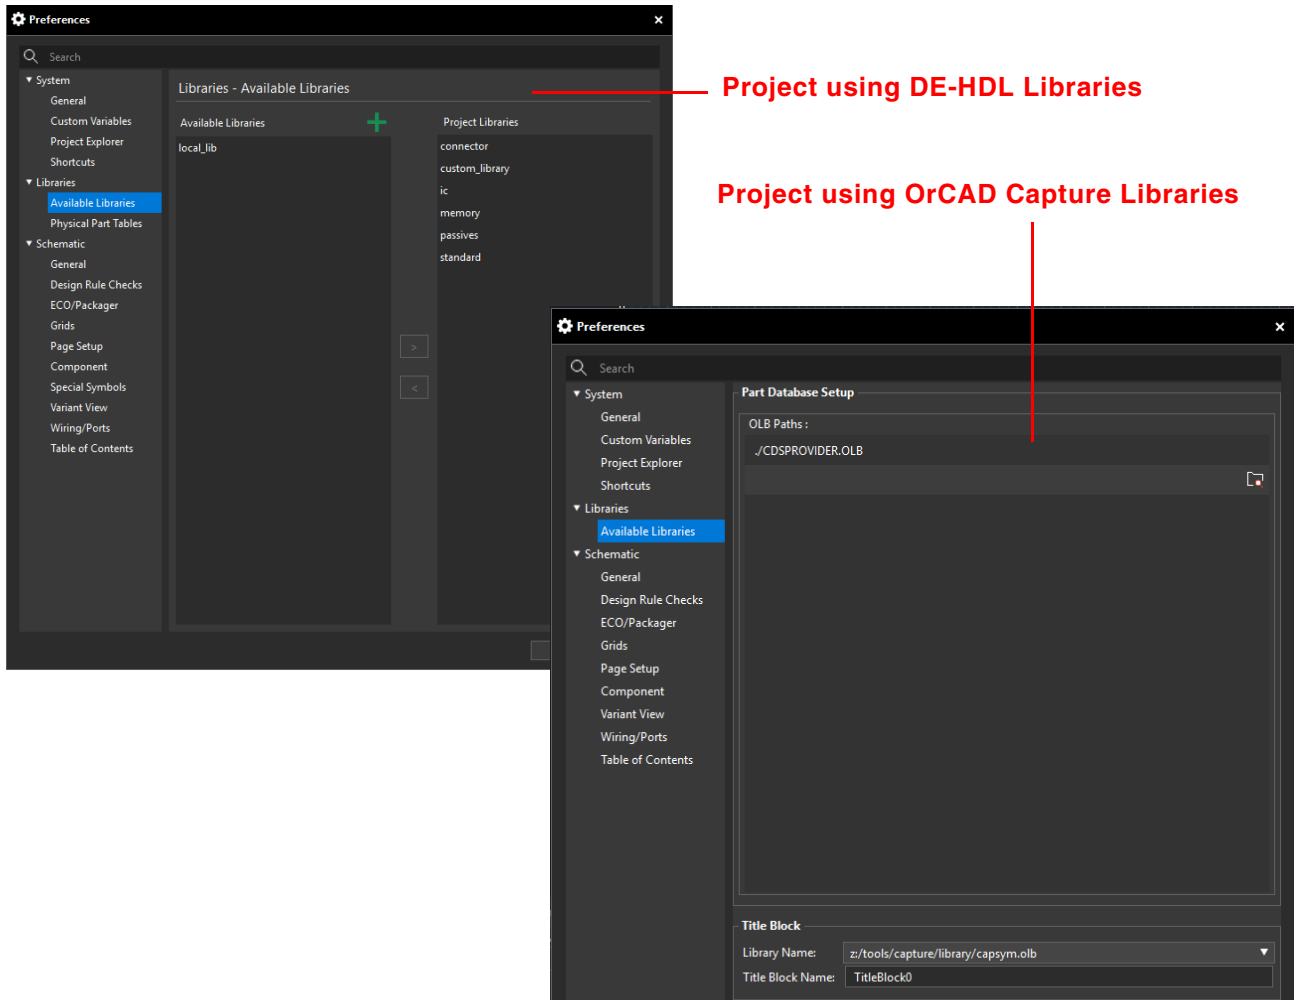 Preferences
Search
System
General
Custom Variables
Project Explorer
Shortcuts
Libraries
Available Libraries
Physical Part Tables
Schematic
General
Design Rule Checks
ECO/Packager
Grids
Page Setup
Component
Special Symbols
Variant View
Wiring/Ports
Table of Contents
Libraries - Available Libraries
Available Libraries
local_lib
>
<
Project Libraries
connector
custom_library
ic
memory
passives
standard
Project using DE-HDL Libraries
Project using OrCAD Capture Libraries
Preferences
Search
System
General
Custom Variables
Project Explorer
Shortcuts
Libraries
Available Libraries
Schematic
General
Design Rule Checks
ECO/Packager
Grids
Page Setup
Component
Variant View
Wiring/Ports
Table of Contents
Part Database Setup
OLB Paths :
./CDSPROVIDER.OLB
Title Block
Library Name: z:/tools/capture/library/capsym.olb
Title Block Name: TitleBlock0